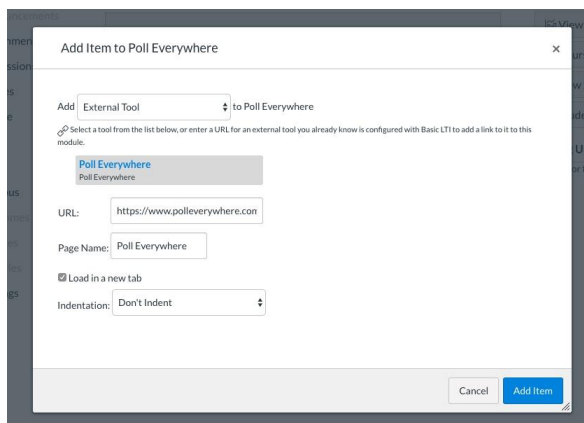 Add Item to Poll Everywhere
×
Add External Tool to Poll Everywhere
Select a tool from the list below, or enter a URL for an external tool you already know is configured with Basic LTI to add a link to it to this
module.
Poll Everywhere
Poll Everywhere
URL: https://www.polleverywhere.com
Page Name: Poll Everywhere
Load in a new tab
Indentation: Don't Indent
Cancel Add Item
View